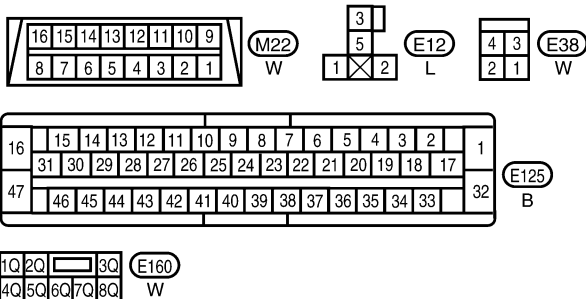 16 15 14 13 12 11 10 9
8 7 6 5 4 3 2 1
M22
W
3
5
1 2
E12
L
4 3
2 1
E38
W
16 15 14 13 12 11 10 9 8 7 6 5 4 3 2 1
31 30 29 28 27 26 25 24 23 22 21 20 19 18 17
47 46 45 44 43 42 41 40 39 38 37 36 35 34 33 32
E125
B
1Q 2Q 3Q
4Q 5Q 6Q 7Q 8Q
E160
W